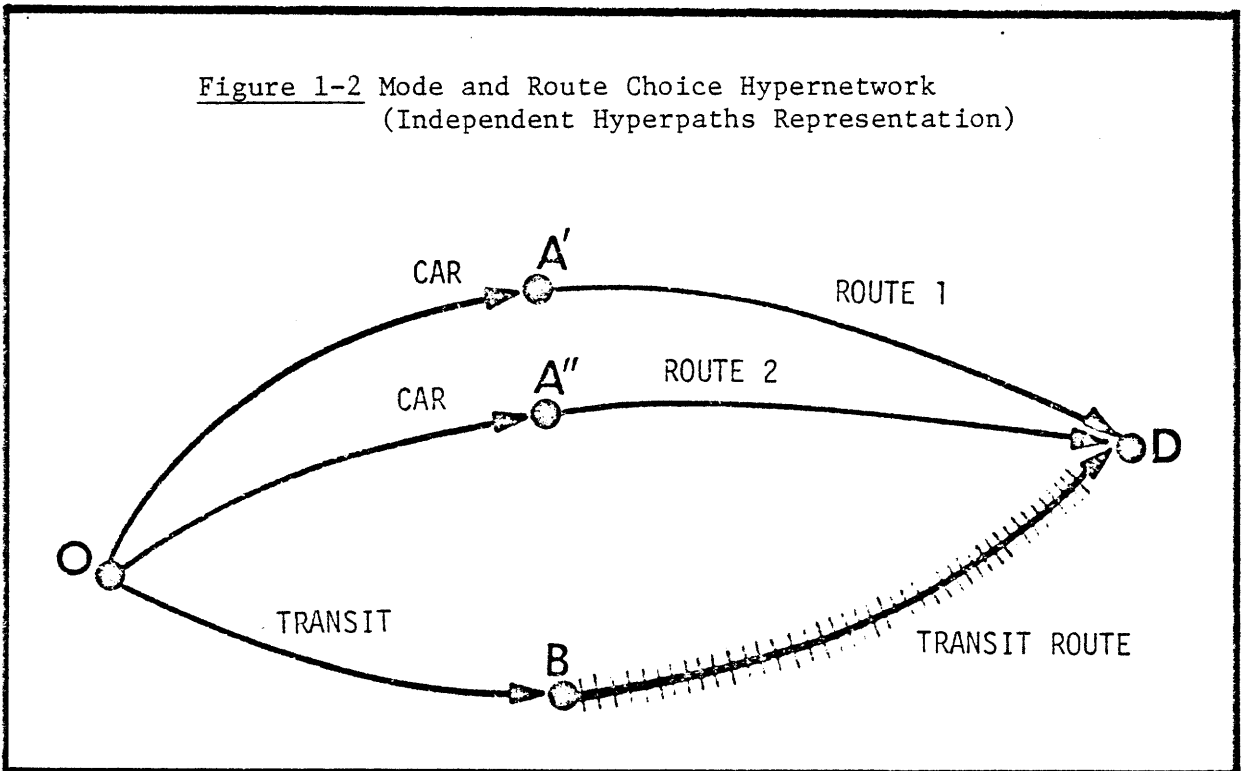 Figure 1-2 Mode and Route Choice Hypernetwork
(Independent Hyperpaths Representation)
A'
CAR
ROUTE 1
A"
ROUTE 2
CAR
D
O
TRANSIT
B
TRANSIT ROUTE